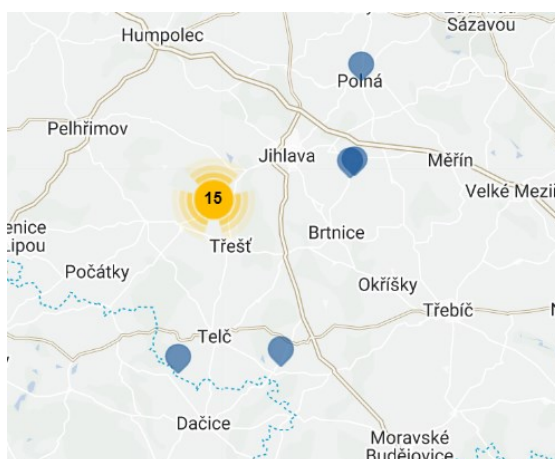 Sázavou
Humpolec
Polná
Pelhřimov
Jihlava
Měřín
15
Velké Mezi
enice
Lipou
Třešť
Brtnice
Počátky
Okříšky
Třebíč
Telč
Dačice
Moravské
Budějovice